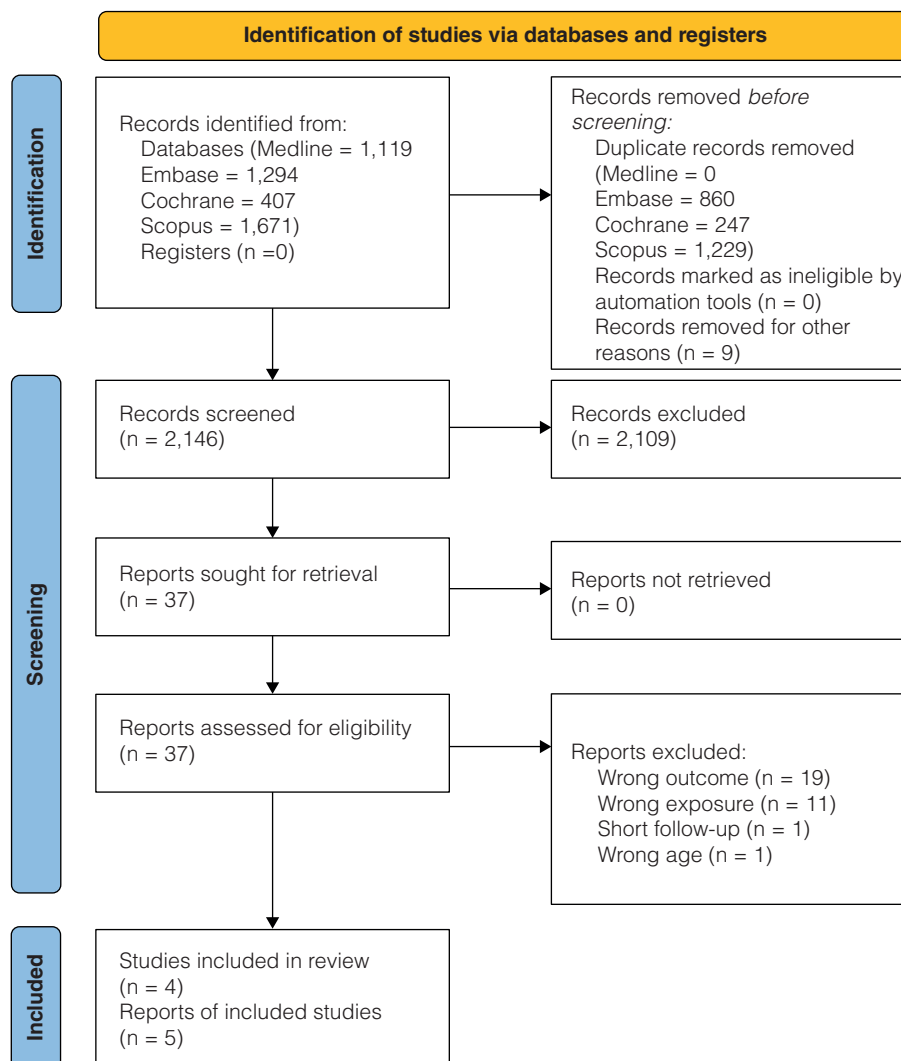 Identification of studies via databases and registers
Identification
Records identified from:
Databases (Medline = 1,119
Embase = 1,294
Cochrane = 407
Scopus = 1,671)
Registers (n =0)
Records removed before
screening:
Duplicate records removed
(Medline = 0
Embase = 860
Cochrane = 247
Scopus = 1,229)
Records marked as ineligible by
automation tools (n = 0)
Records removed for other
reasons (n = 9)
Screening
Records screened
(n = 2,146)
Records excluded
(n = 2,109)
Reports sought for retrieval
(n = 37)
Reports not retrieved
(n = 0)
Reports assessed for eligibility
(n = 37)
Reports excluded:
Wrong outcome (n = 19)
Wrong exposure (n = 11)
Short follow-up (n = 1)
Wrong age (n = 1)
Included
Studies included in review
(n = 4)
Reports of included studies
(n = 5)